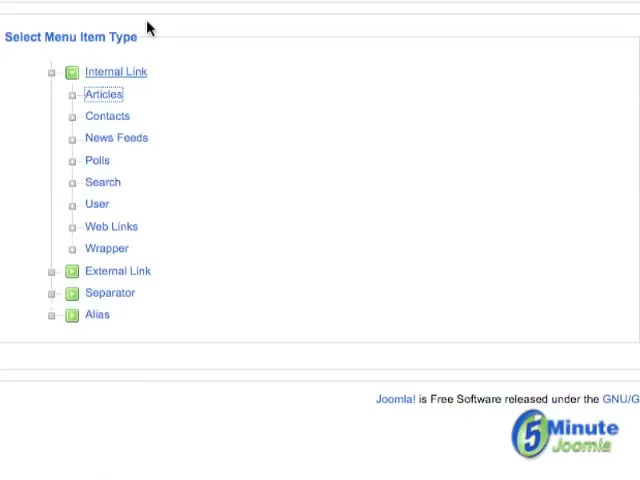 Select Menu Item Type
Internal Link
Articles
Contacts
News Feeds
Polls
Search
User
Web Links
Wrapper
External Link
Separator
Alias
Joomla! is Free Software released under the GNU/G
5 Minute
Joomla